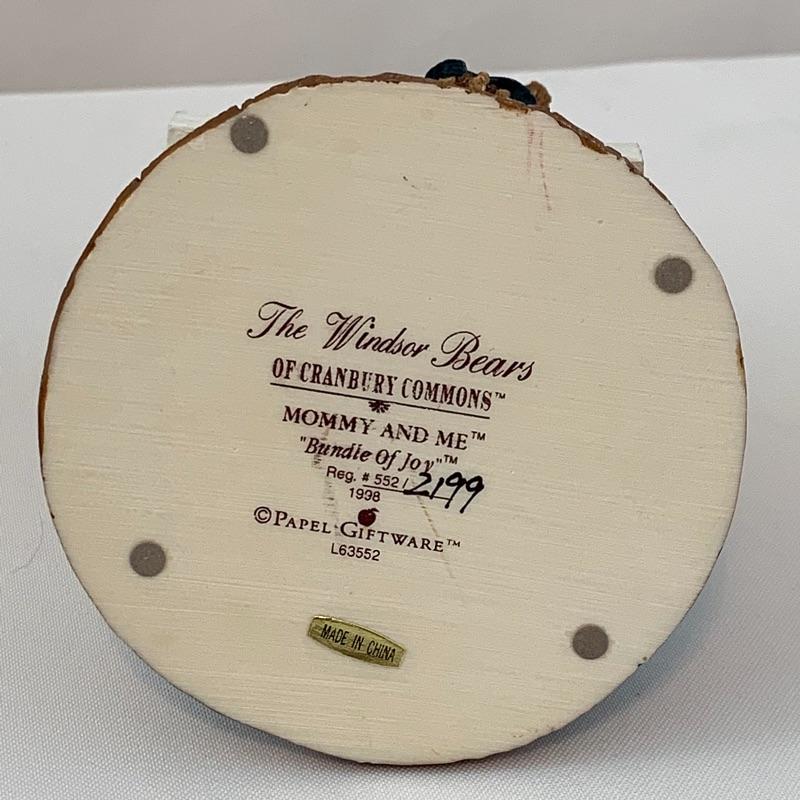 The Windsor Bears
OF CRANBURY COMMONS™
MOMMY AND ME™
"Bundle Of Joy"™
Reg. # 552 / 2199
1998
©PAPEL GIFTWARE™
L63552
MADE IN CHINA